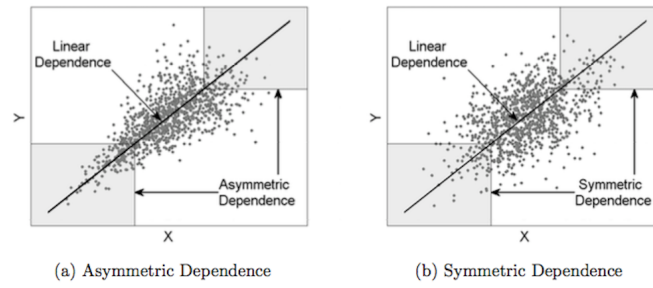 Linear
Dependence
Y
Asymmetric
Dependence
X
(a) Asymmetric Dependence
Linear
Dependence
Y
Symmetric
Dependence
X
(b) Symmetric Dependence